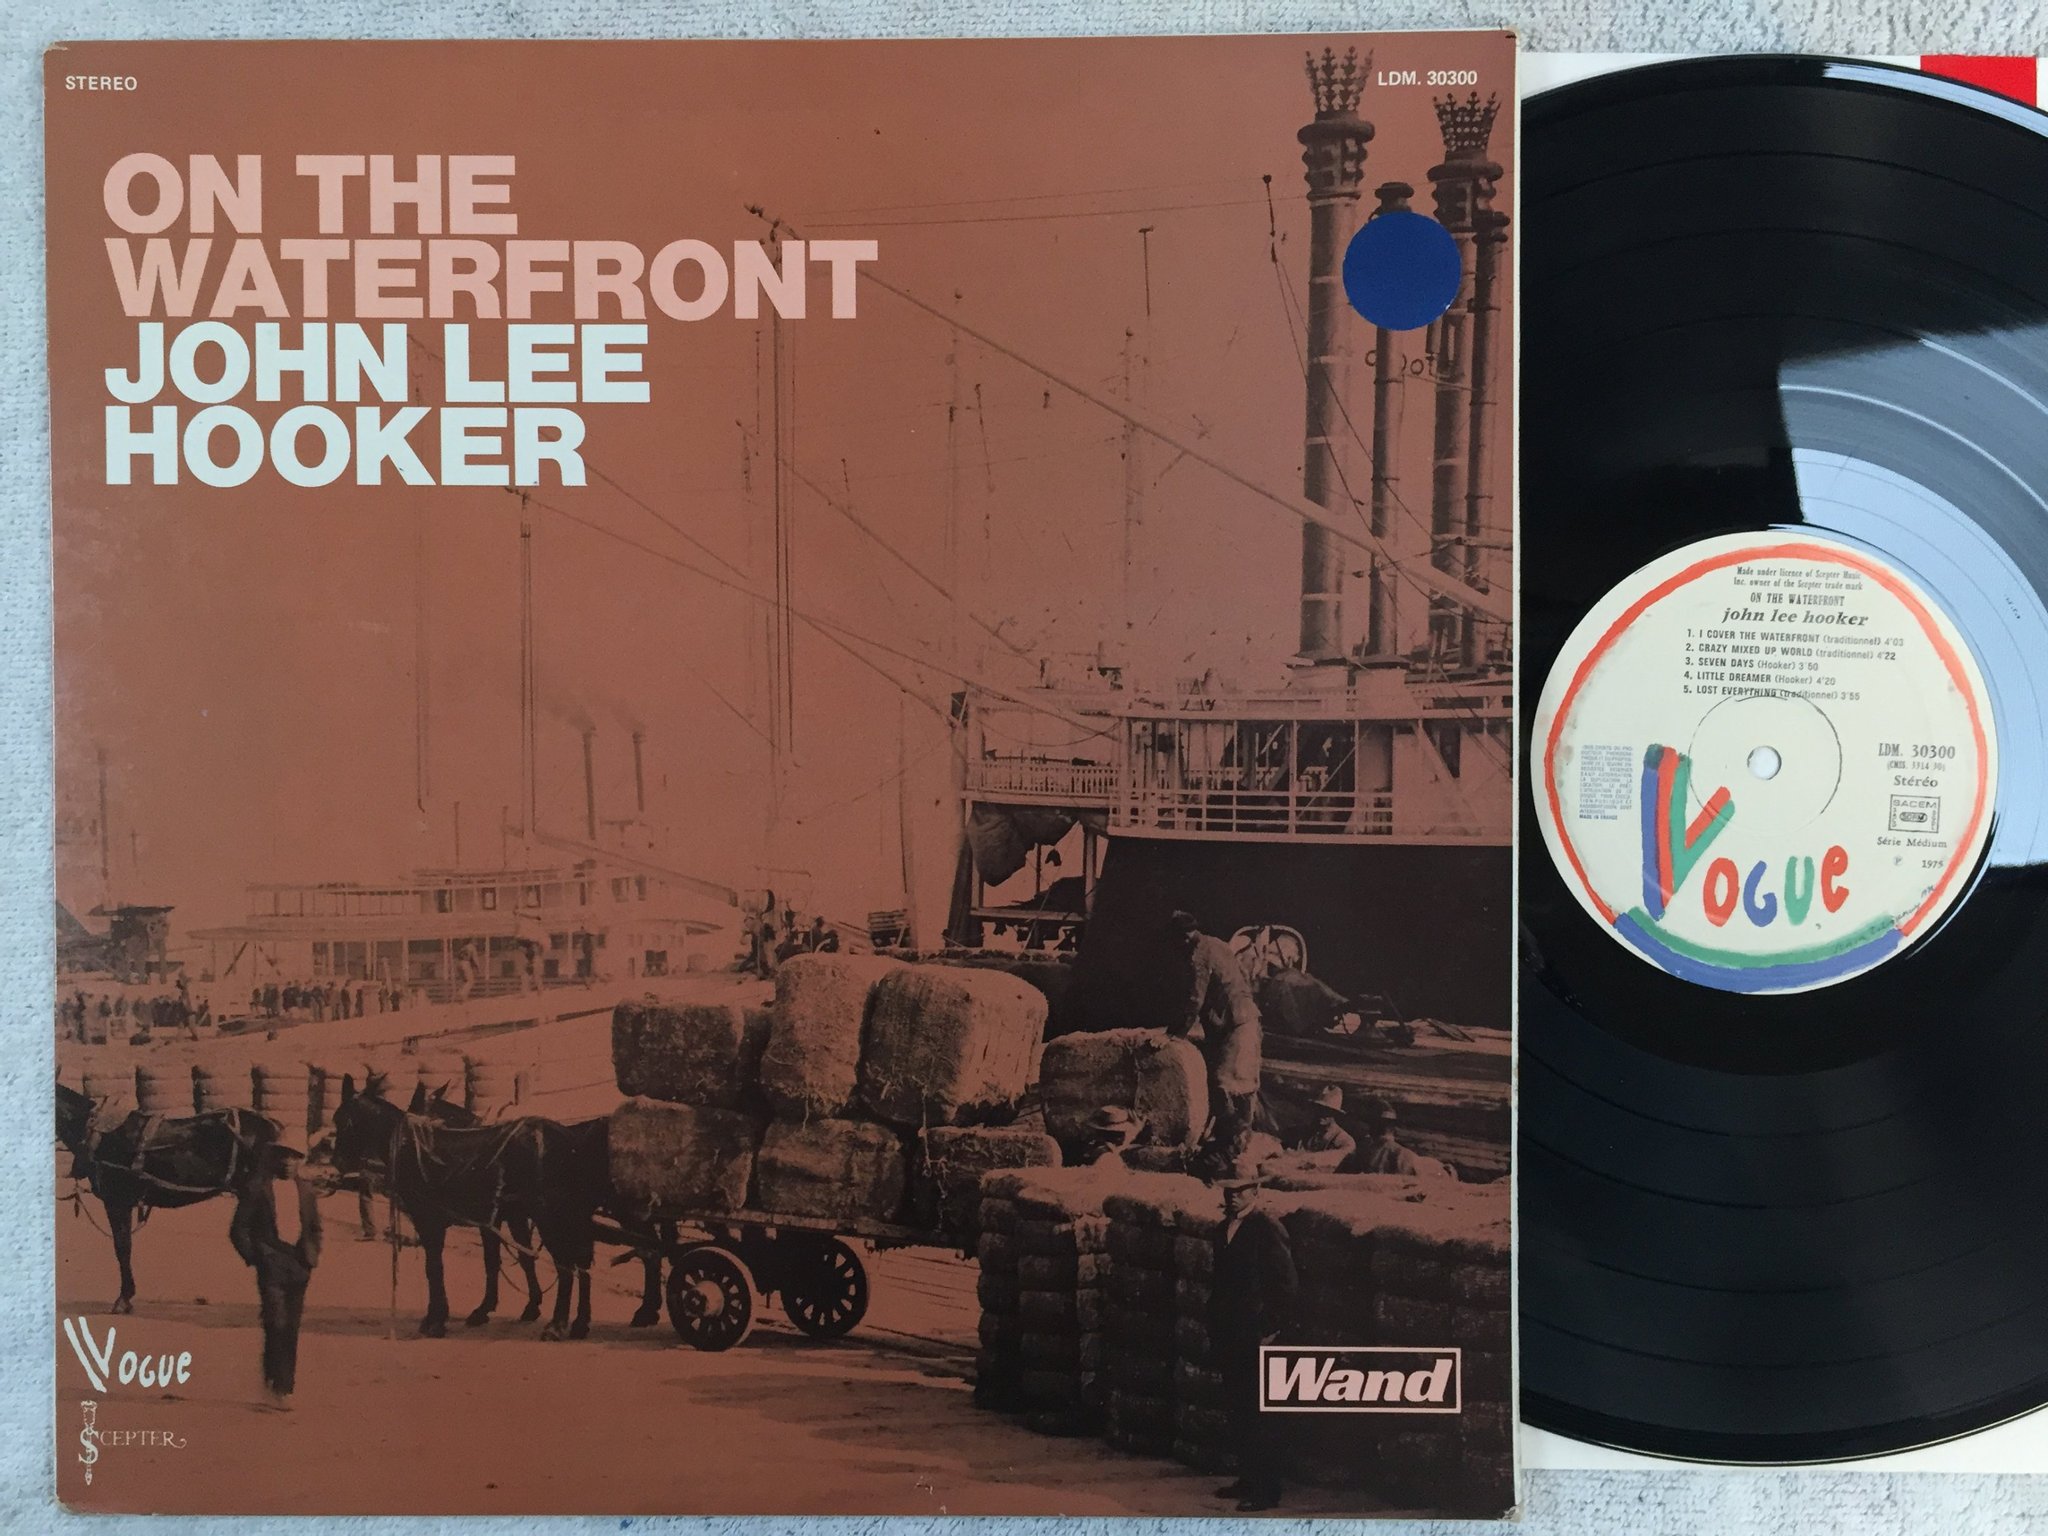 STEREO
LDM. 30300
ON THE
WATERFRONT
JOHN LEE
HOOKER
VOGUE
SCEPTER
Wand
Made under licence of Scepter Music
Inc. owner of the Scepter trade mark
ON THE WATERFRONT
john lee hooker
1. I COVER THE WATERFRONT (traditionnel) 4'03
2. CRAZY MIXED UP WORLD (traditionnel) 4'22
3. SEVEN DAYS (Hooker) 3'50
4. LITTLE DREAMER (Hooker) 4'20
5. LOST EVERYTHING (traditionnel) 3'55
LDM. 30300
(CMDS. 3314 30)
Stéréo
SACEM
Série Médium
℗ 1975
MADE IN FRANCE
VOGUE